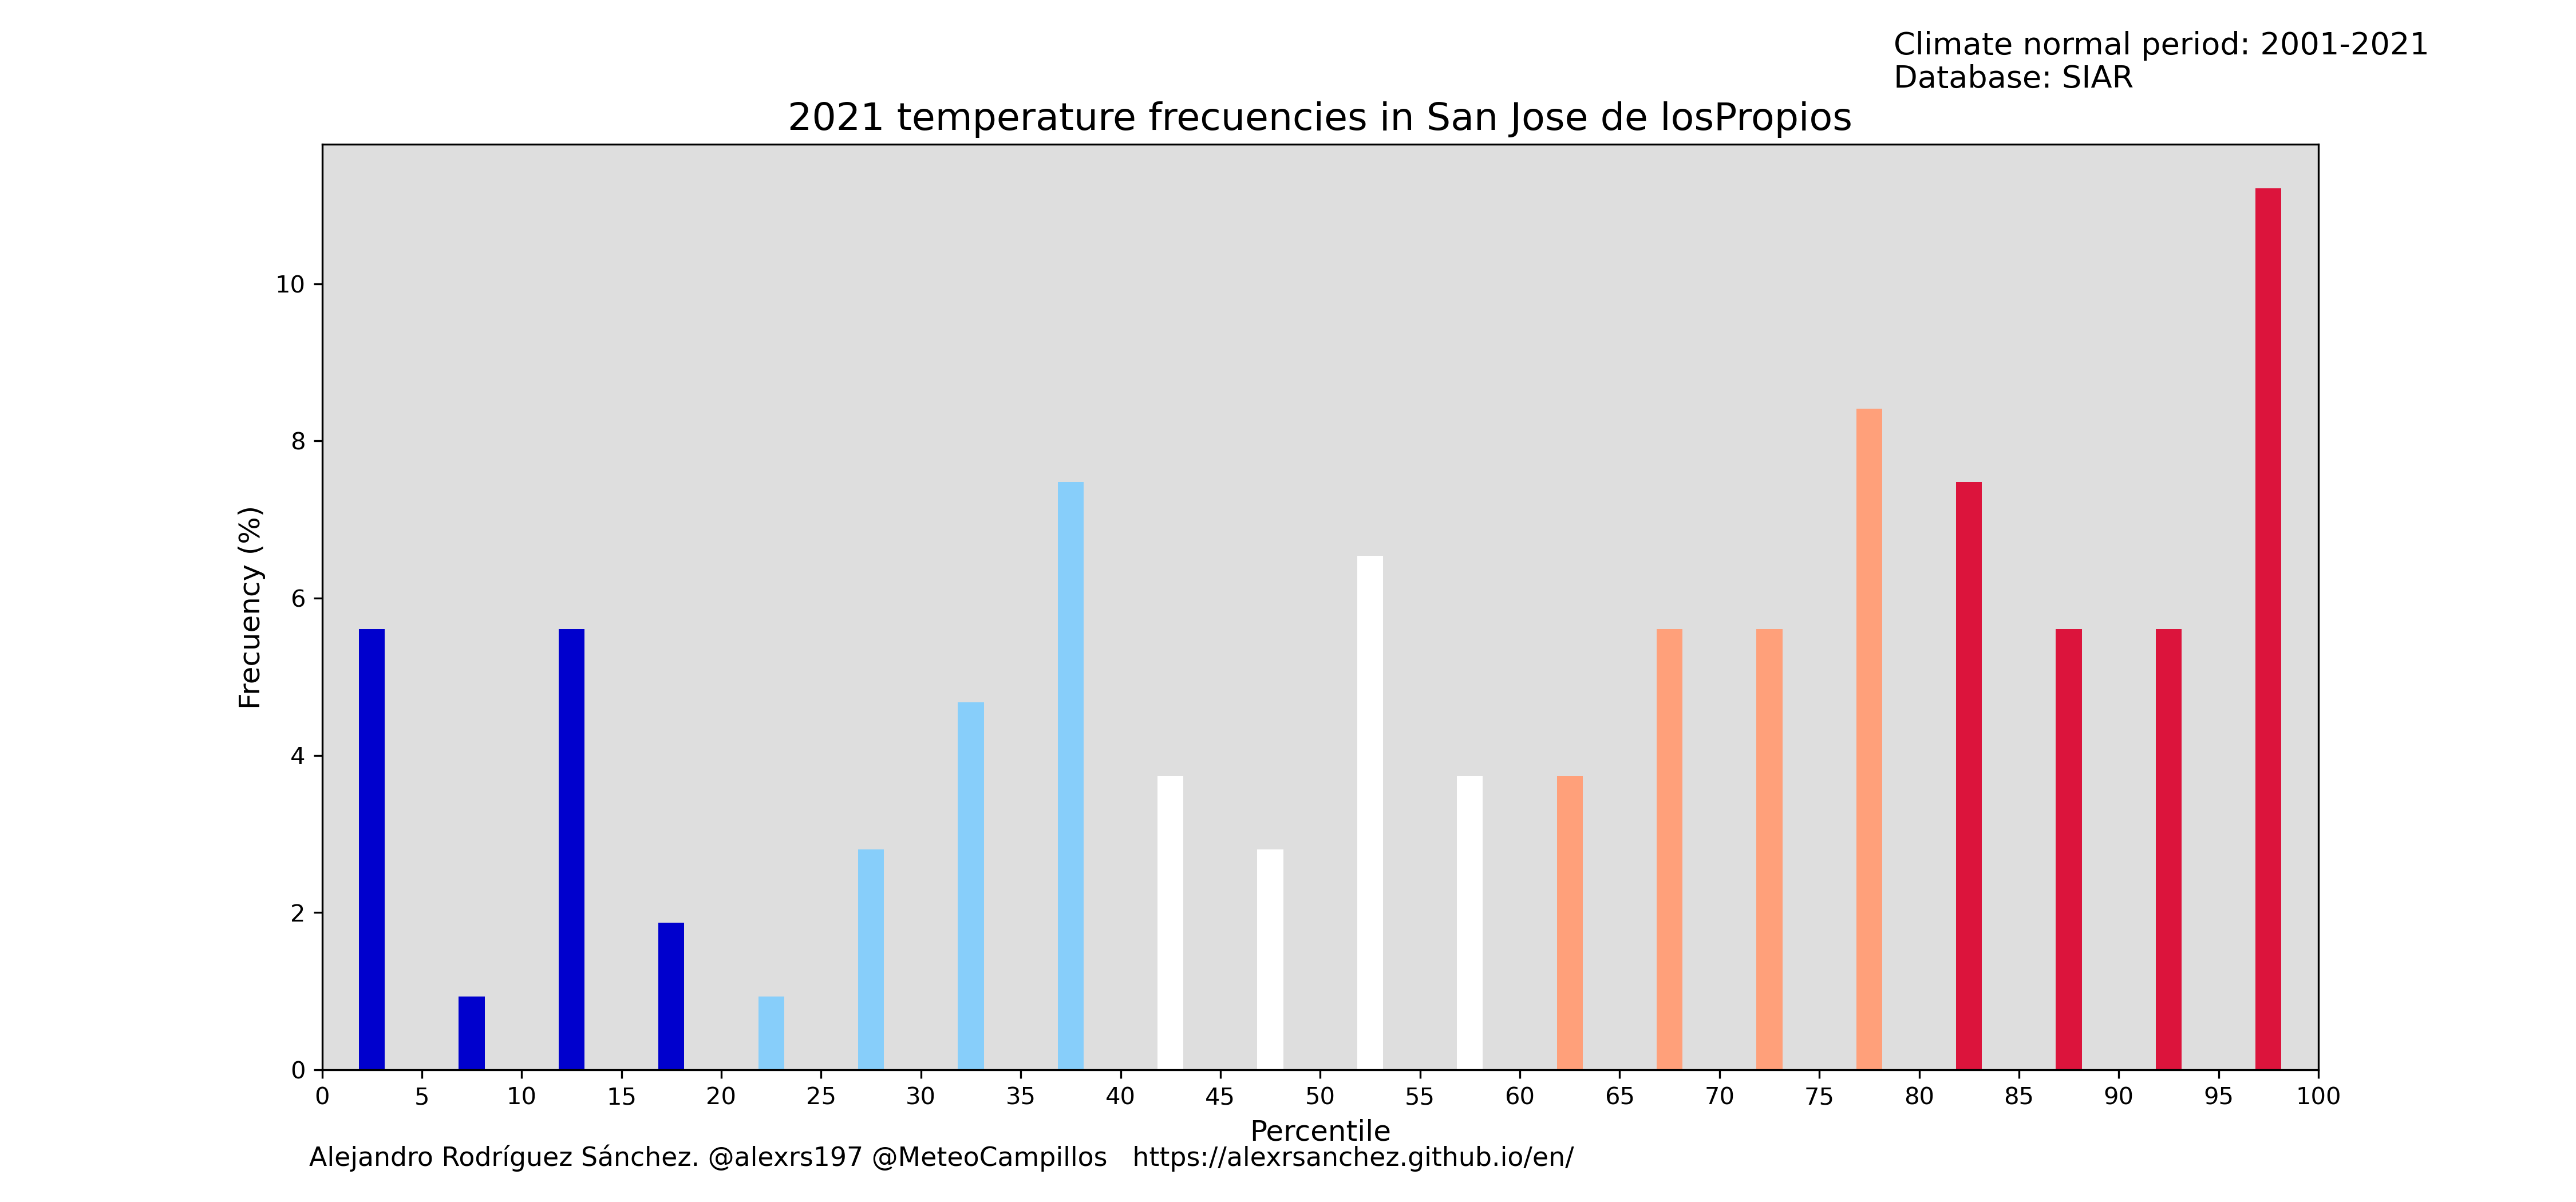 Climate normal period: 2001-2021
Database: SIAR
2021 temperature frecuencies in San Jose de losPropios
10
8
6
4
2
0
Frecuency (%)
0 5 10 15 20 25 30 35 40 45 50 55 60 65 70 75 80 85 90 95 100
Percentile
Alejandro Rodríguez Sánchez. @alexrs197 @MeteoCampillos https://alexrsanchez.github.io/en/